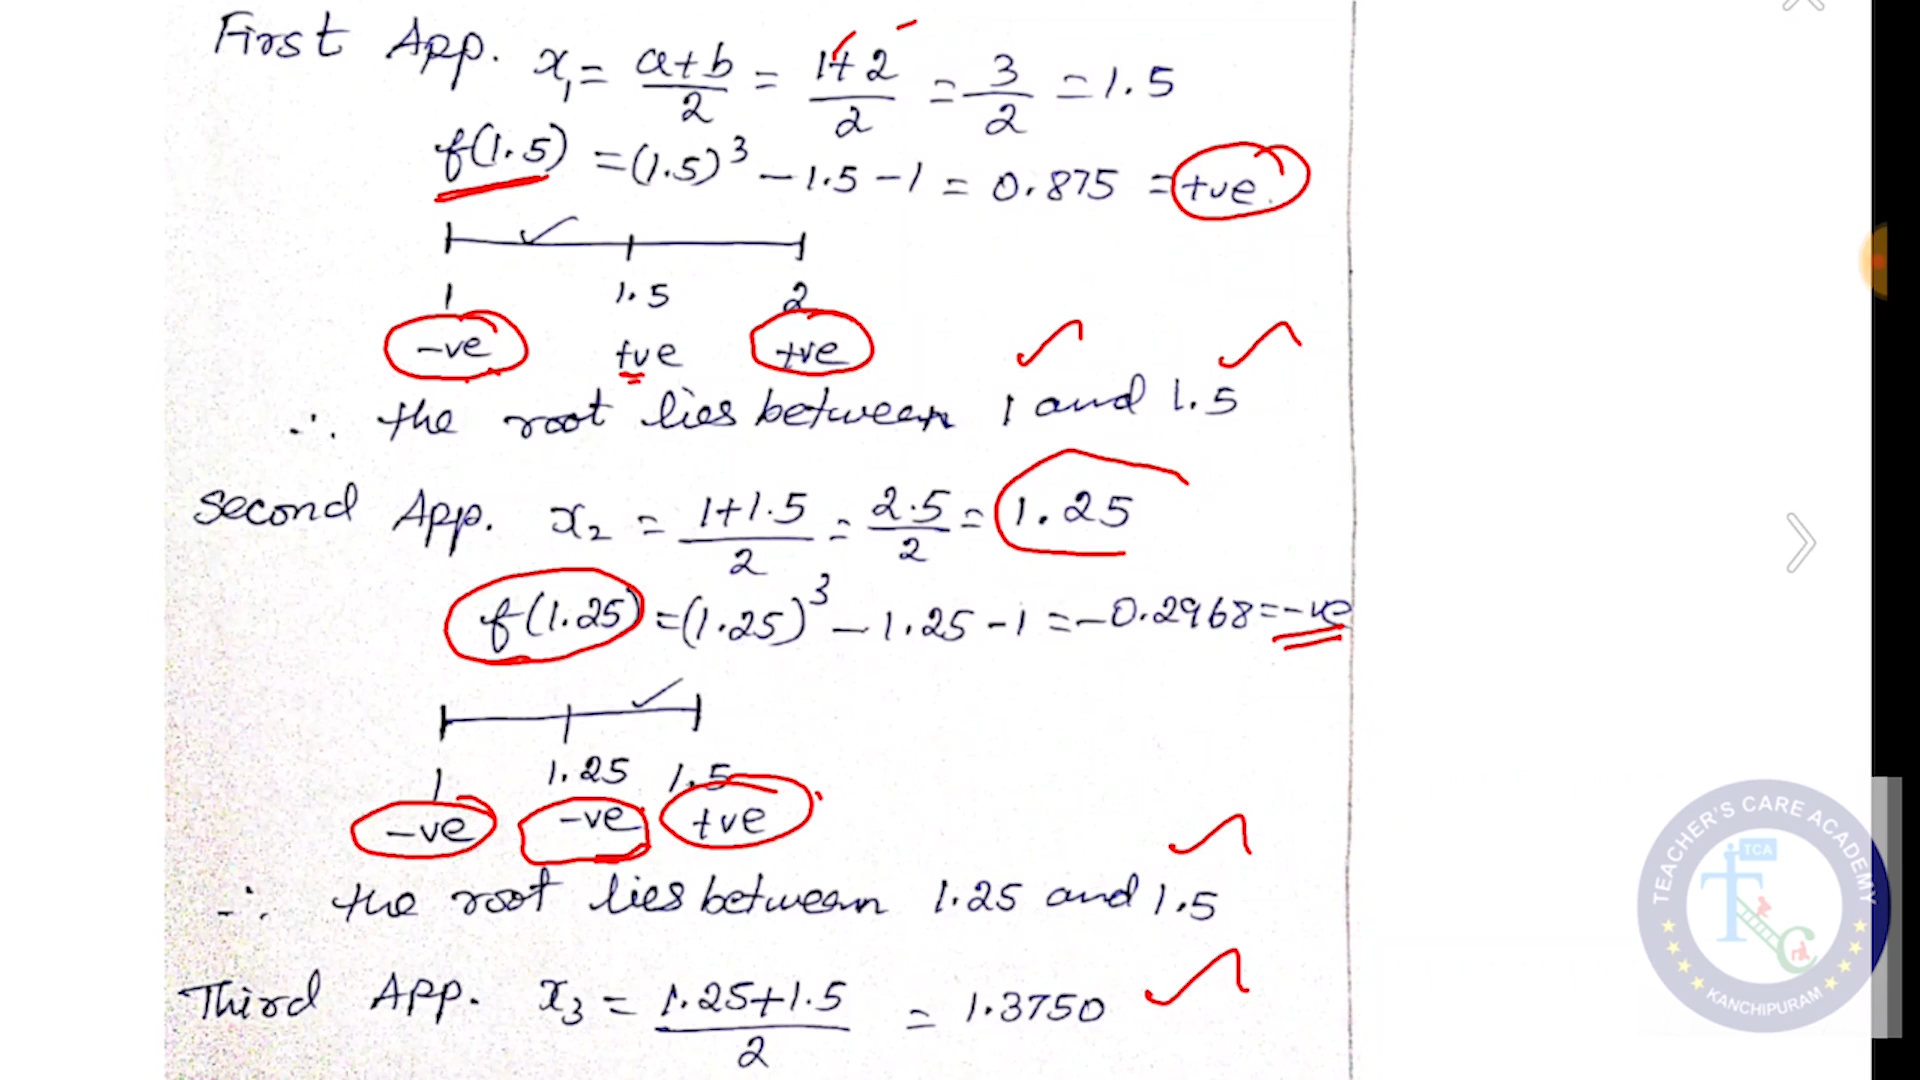 First App. x₁ = a+b/2 = 1+2/2 = 3/2 = 1.5
f(1.5) = (1.5)³ - 1.5 - 1 = 0.875 = +ve.
1 1.5 2
-ve +ve +ve
∴ the root lies between 1 and 1.5
Second App. x₂ = 1+1.5/2 = 2.5/2 = 1.25
f(1.25) = (1.25)³ - 1.25 - 1 = -0.2968 = -ve
1 1.25 1.5
-ve -ve +ve
∴ the root lies between 1.25 and 1.5
Third App. x₃ = 1.25+1.5/2 = 1.3750
TEACHER'S CARE ACADEMY
TCA
KANCHIPURAM